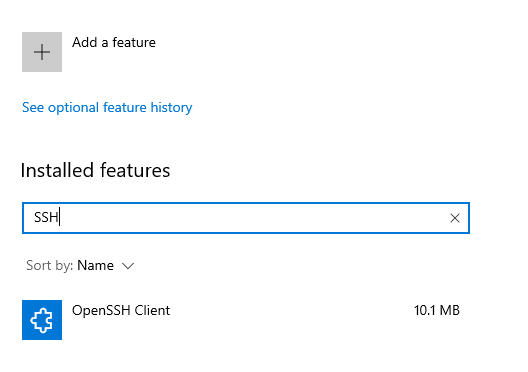 Add a feature
See optional feature history
Installed features
SSH
Sort by: Name
OpenSSH Client 10.1 MB